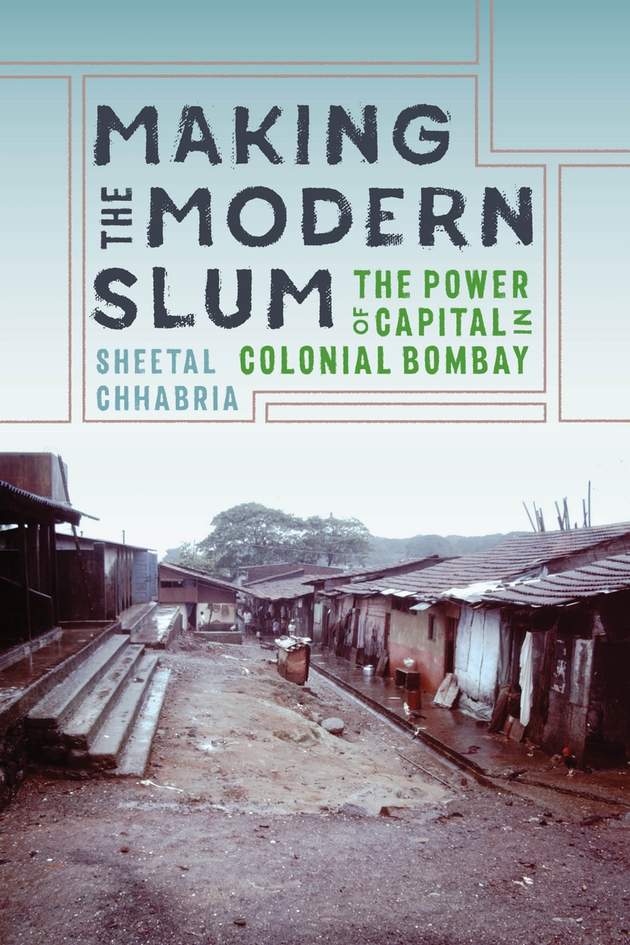 MAKING
THE MODERN
SLUM
THE POWER
OF CAPITAL IN
COLONIAL BOMBAY
SHEETAL
CHHABRIA